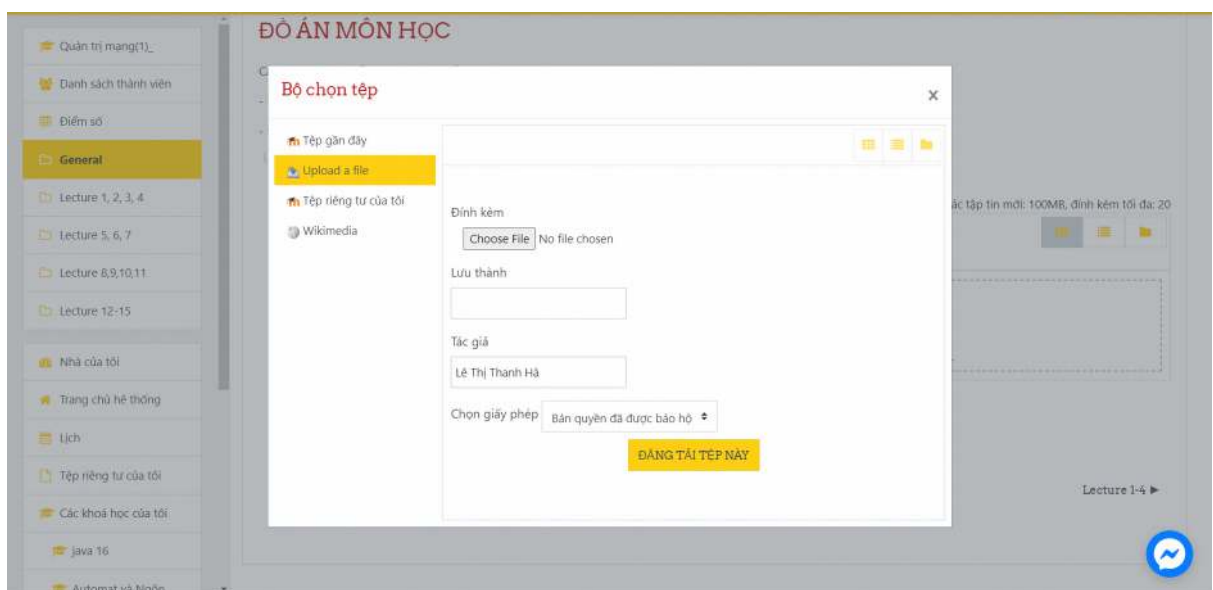 ĐỒ ÁN MÔN HỌC
Quản trị mạng(1)_
Danh sách thành viên
Điểm số
General
Lecture 1, 2, 3, 4
Lecture 5, 6, 7
Lecture 8,9,10,11
Lecture 12-15
Nhà của tôi
Trang chủ hệ thống
Lịch
Tệp riêng tư của tôi
Các khoá học của tôi
java 16
Automat và Ngôn
Bộ chọn tệp
x
Tệp gần đây
Upload a file
Tệp riêng tư của tôi
Wikimedia
Đính kèm
Choose File No file chosen
Lưu thành
Tác giả
Lê Thị Thanh Hà
Chọn giấy phép Bản quyền đã được bảo hộ
ĐĂNG TẢI TỆP NÀY
các tập tin mới: 100MB, đính kèm tối đa: 20
Lecture 1-4 ►